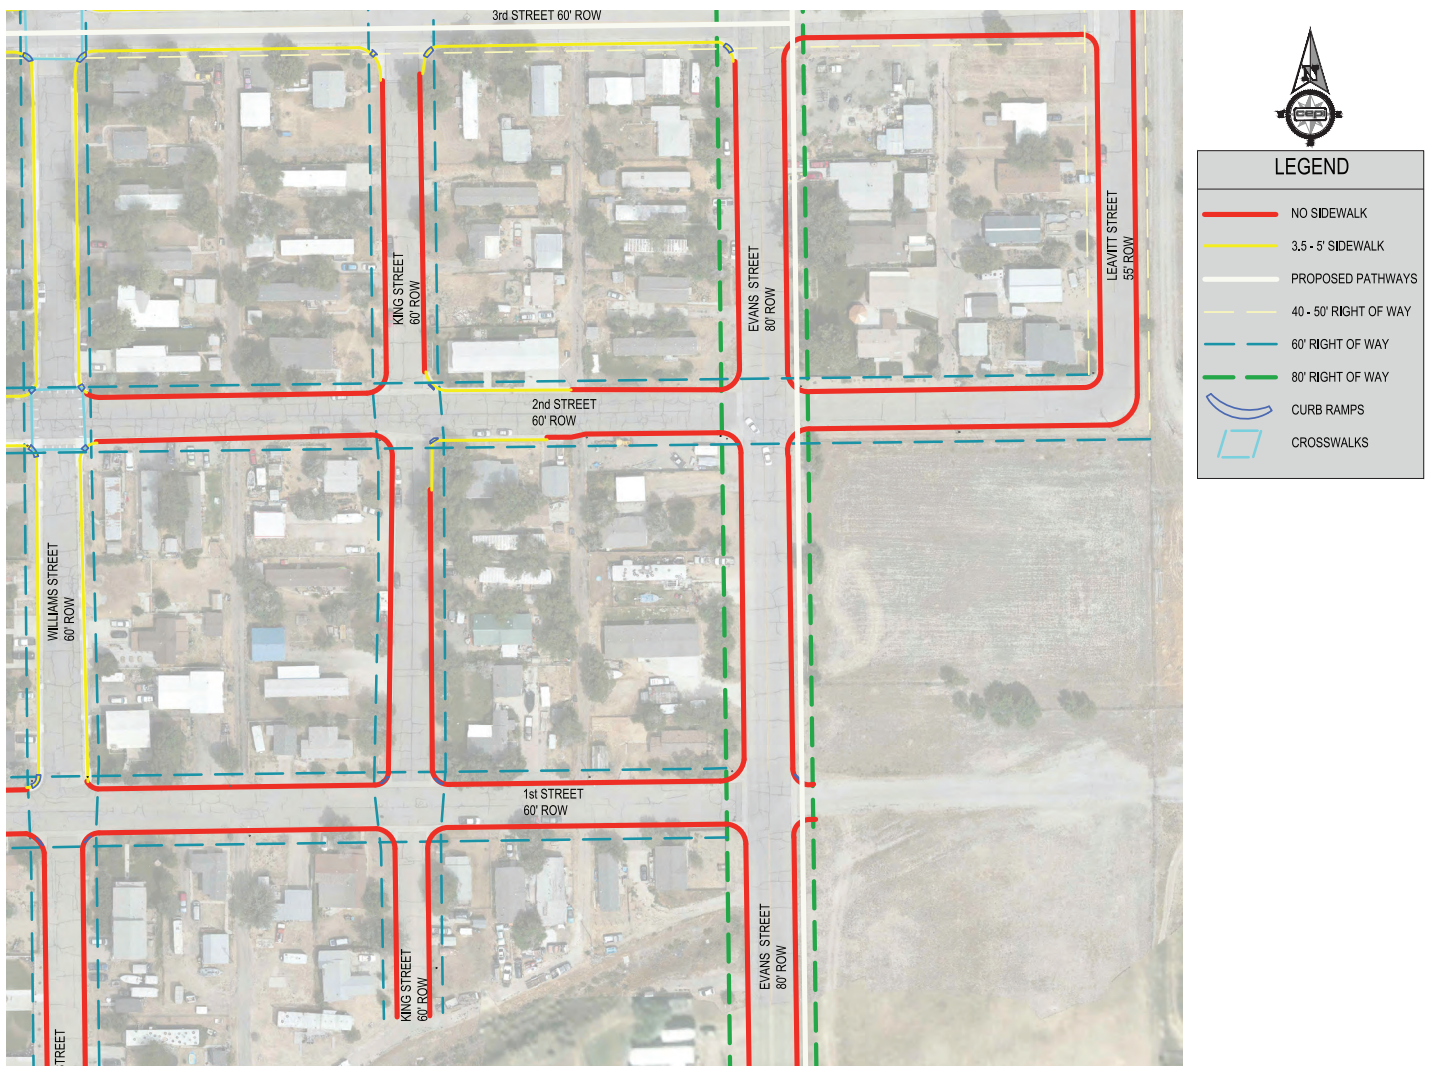 3rd STREET 60' ROW
N
cepi
LEGEND
NO SIDEWALK
3.5 - 5' SIDEWALK
PROPOSED PATHWAYS
40 - 50' RIGHT OF WAY
60' RIGHT OF WAY
80' RIGHT OF WAY
CURB RAMPS
CROSSWALKS
KING STREET
60' ROW
EVANS STREET
80' ROW
LEAVITT STREET
55' ROW
2nd STREET
60' ROW
WILLIAMS STREET
60' ROW
1st STREET
60' ROW
KING STREET
60' ROW
EVANS STREET
80' ROW
TREET